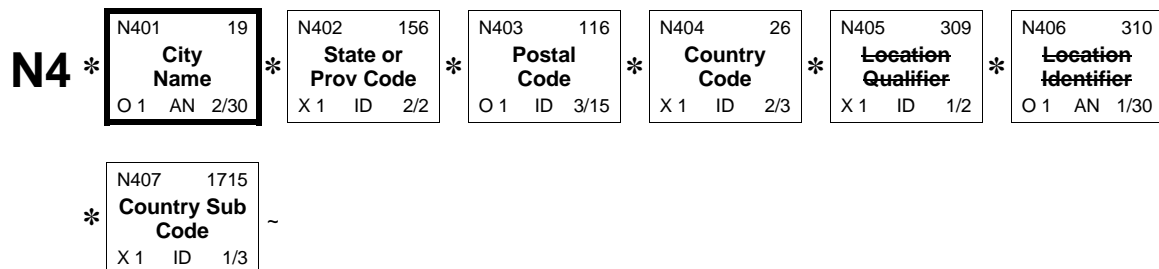 N401 19 N402 156 N403 116 N404 26 N405 309 N406 310
N4 * City Name * State or Prov Code * Postal Code * Country Code * Location Qualifier * Location Identifier
O 1 AN 2/30 X 1 ID 2/2 O 1 ID 3/15 X 1 ID 2/3 X 1 ID 1/2 O 1 AN 1/30
N407 1715
* Country Sub Code ~
X 1 ID 1/3